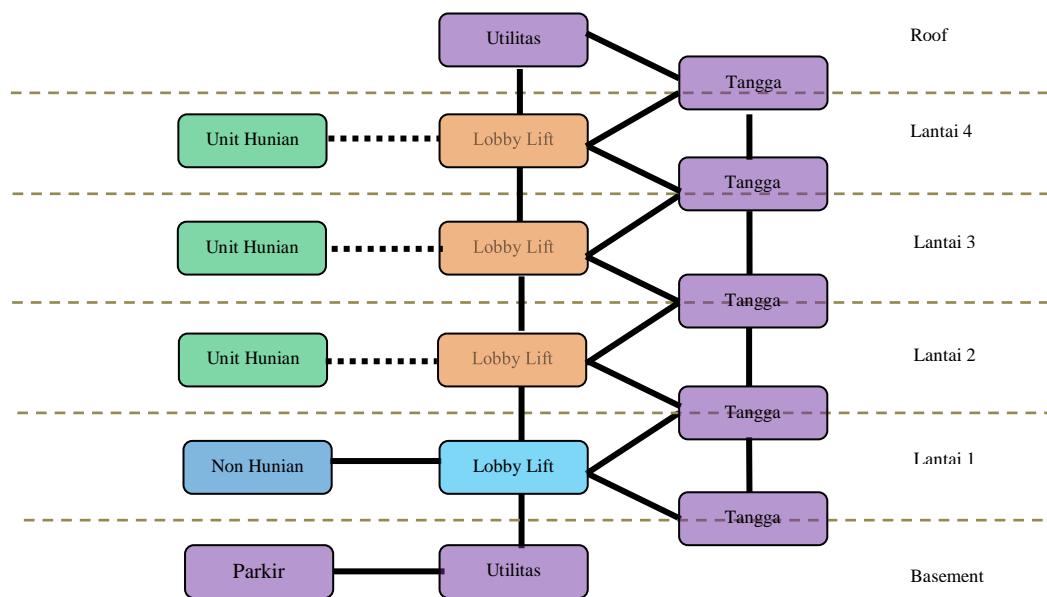 Utilitas
Roof
Tangga
Unit Hunian
Lobby Lift
Lantai 4
Tangga
Unit Hunian
Lobby Lift
Lantai 3
Tangga
Unit Hunian
Lobby Lift
Lantai 2
Tangga
Non Hunian
Lobby Lift
Lantai 1
Tangga
Parkir
Utilitas
Basement